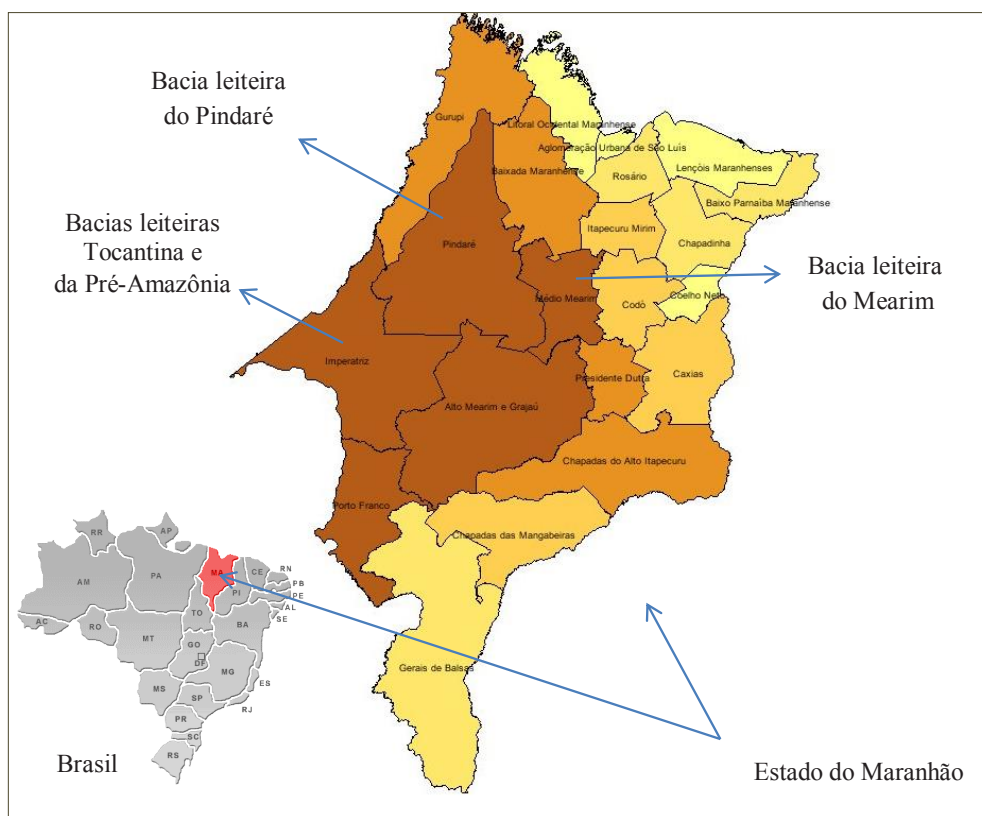 Bacia leiteira
do Pindaré
Bacias leiteiras
Tocantina e
da Pré-Amazônia
Bacia leiteira
do Mearim
Gurupi
Litoral Ocidental Maranhense
Aglomeração Urbana de São Luís
Baixada Maranhense
Rosário
Lençóis Maranhenses
Baixo Parnaíba Maranhense
Itapecuru Mirim
Chapadinha
Pindaré
Médio Mearim
Codó
Coelho Neto
Imperatriz
Presidente Dutra
Caxias
Alto Mearim e Grajaú
Chapadas do Alto Itapecuru
Porto Franco
Chapadas das Mangabeiras
Gerais de Balsas
RR
AP
AM
PA
MA
CE
RN
PB
PE
AL
SE
PI
AC
RO
TO
BA
MT
GO
DF
MG
MS
ES
SP
RJ
PR
SC
RS
Brasil
Estado do Maranhão